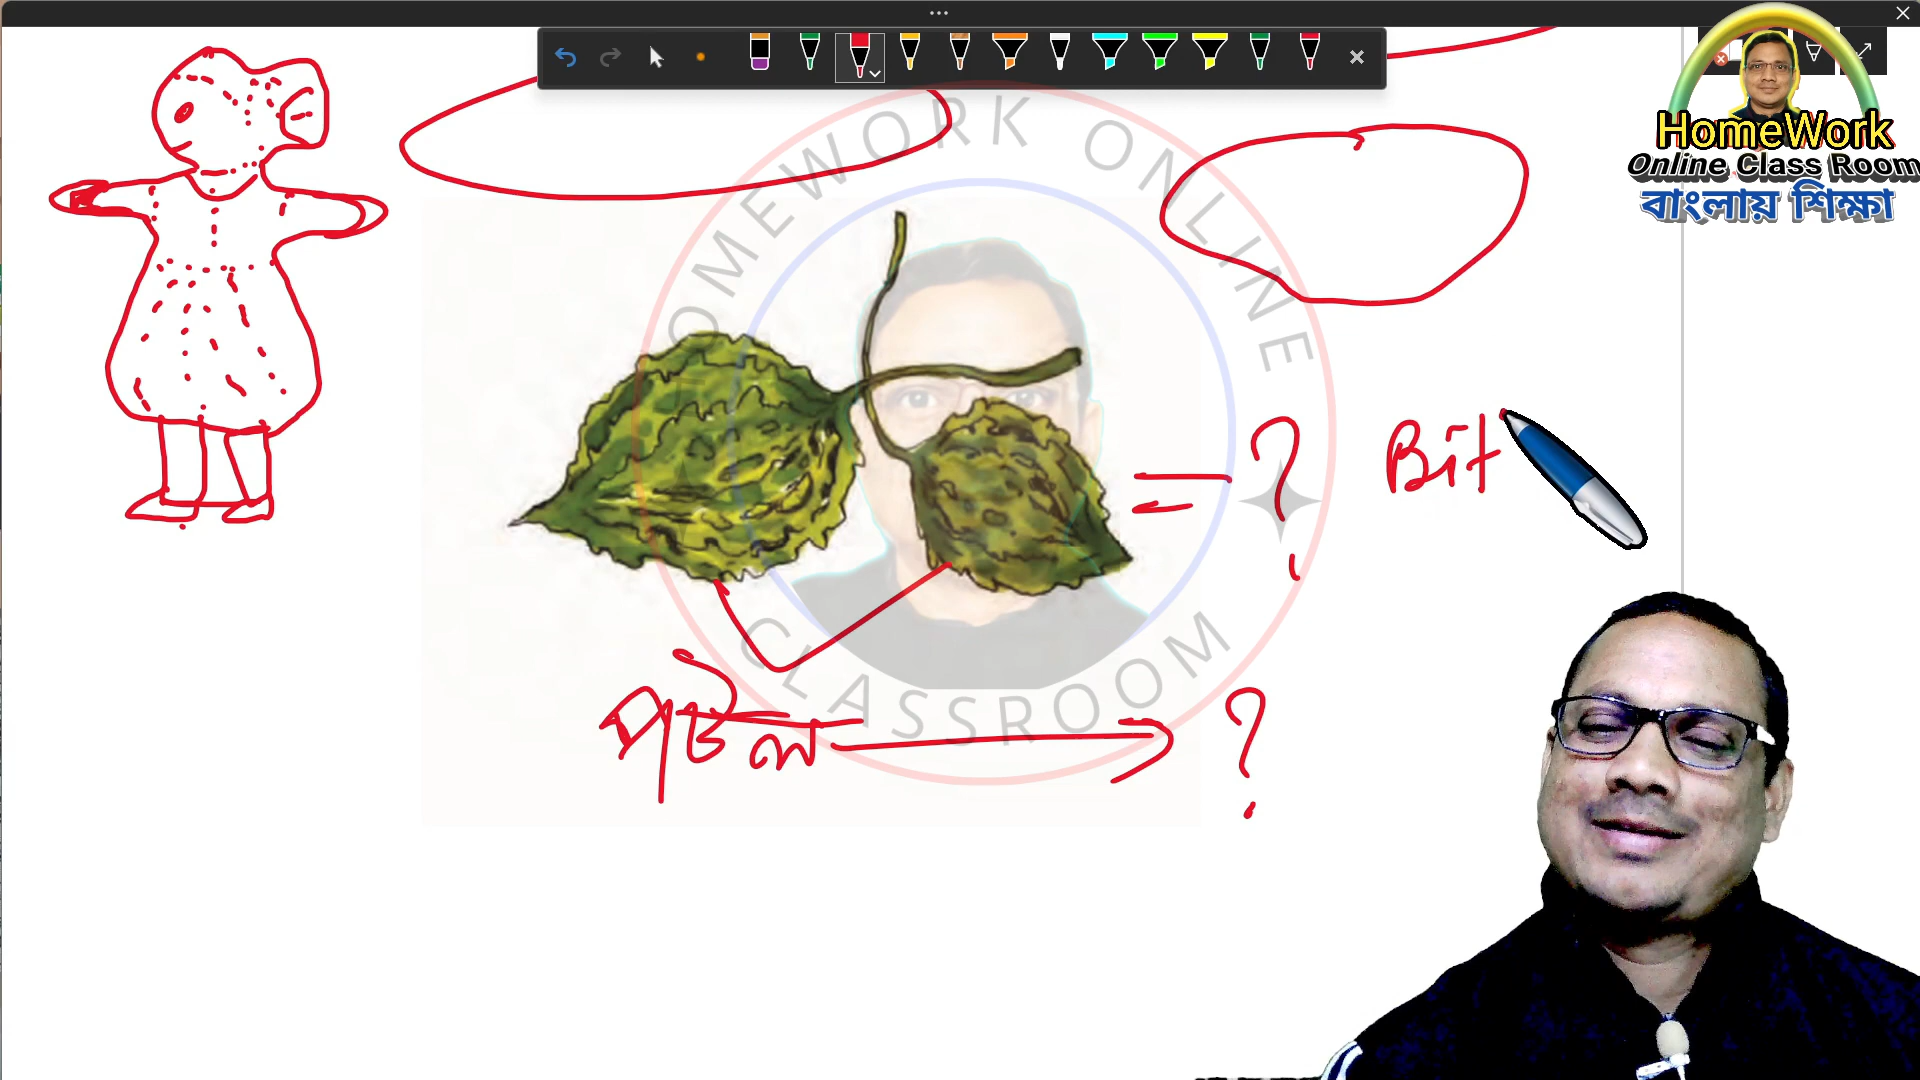 HomeWork
Online Class Room
বাংলায় শিক্ষা
HOMEWORK ONLINE
CLASSROOM
= ? Bit
পটল → ?